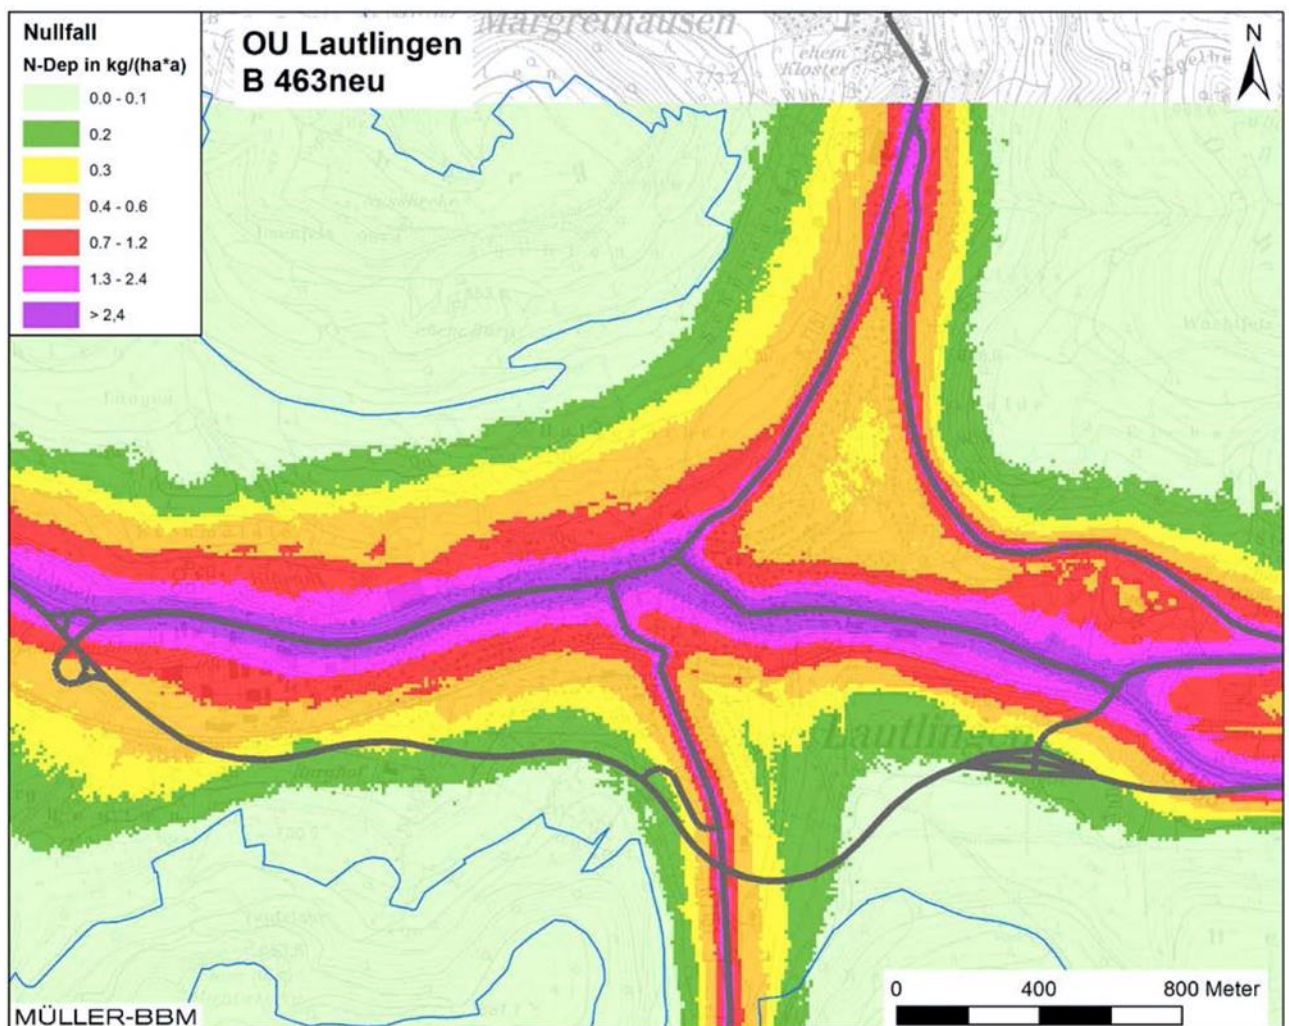 Nullfall
N-Dep in kg/(ha*a)
0.0 - 0.1
0.2
0.3
0.4 - 0.6
0.7 - 1.2
1.3 - 2.4
> 2,4
OU Lautlingen
B 463neu
Margrethausen
ehem
Kloster
N
Lautlingen
0 400 800 Meter
MÜLLER-BBM